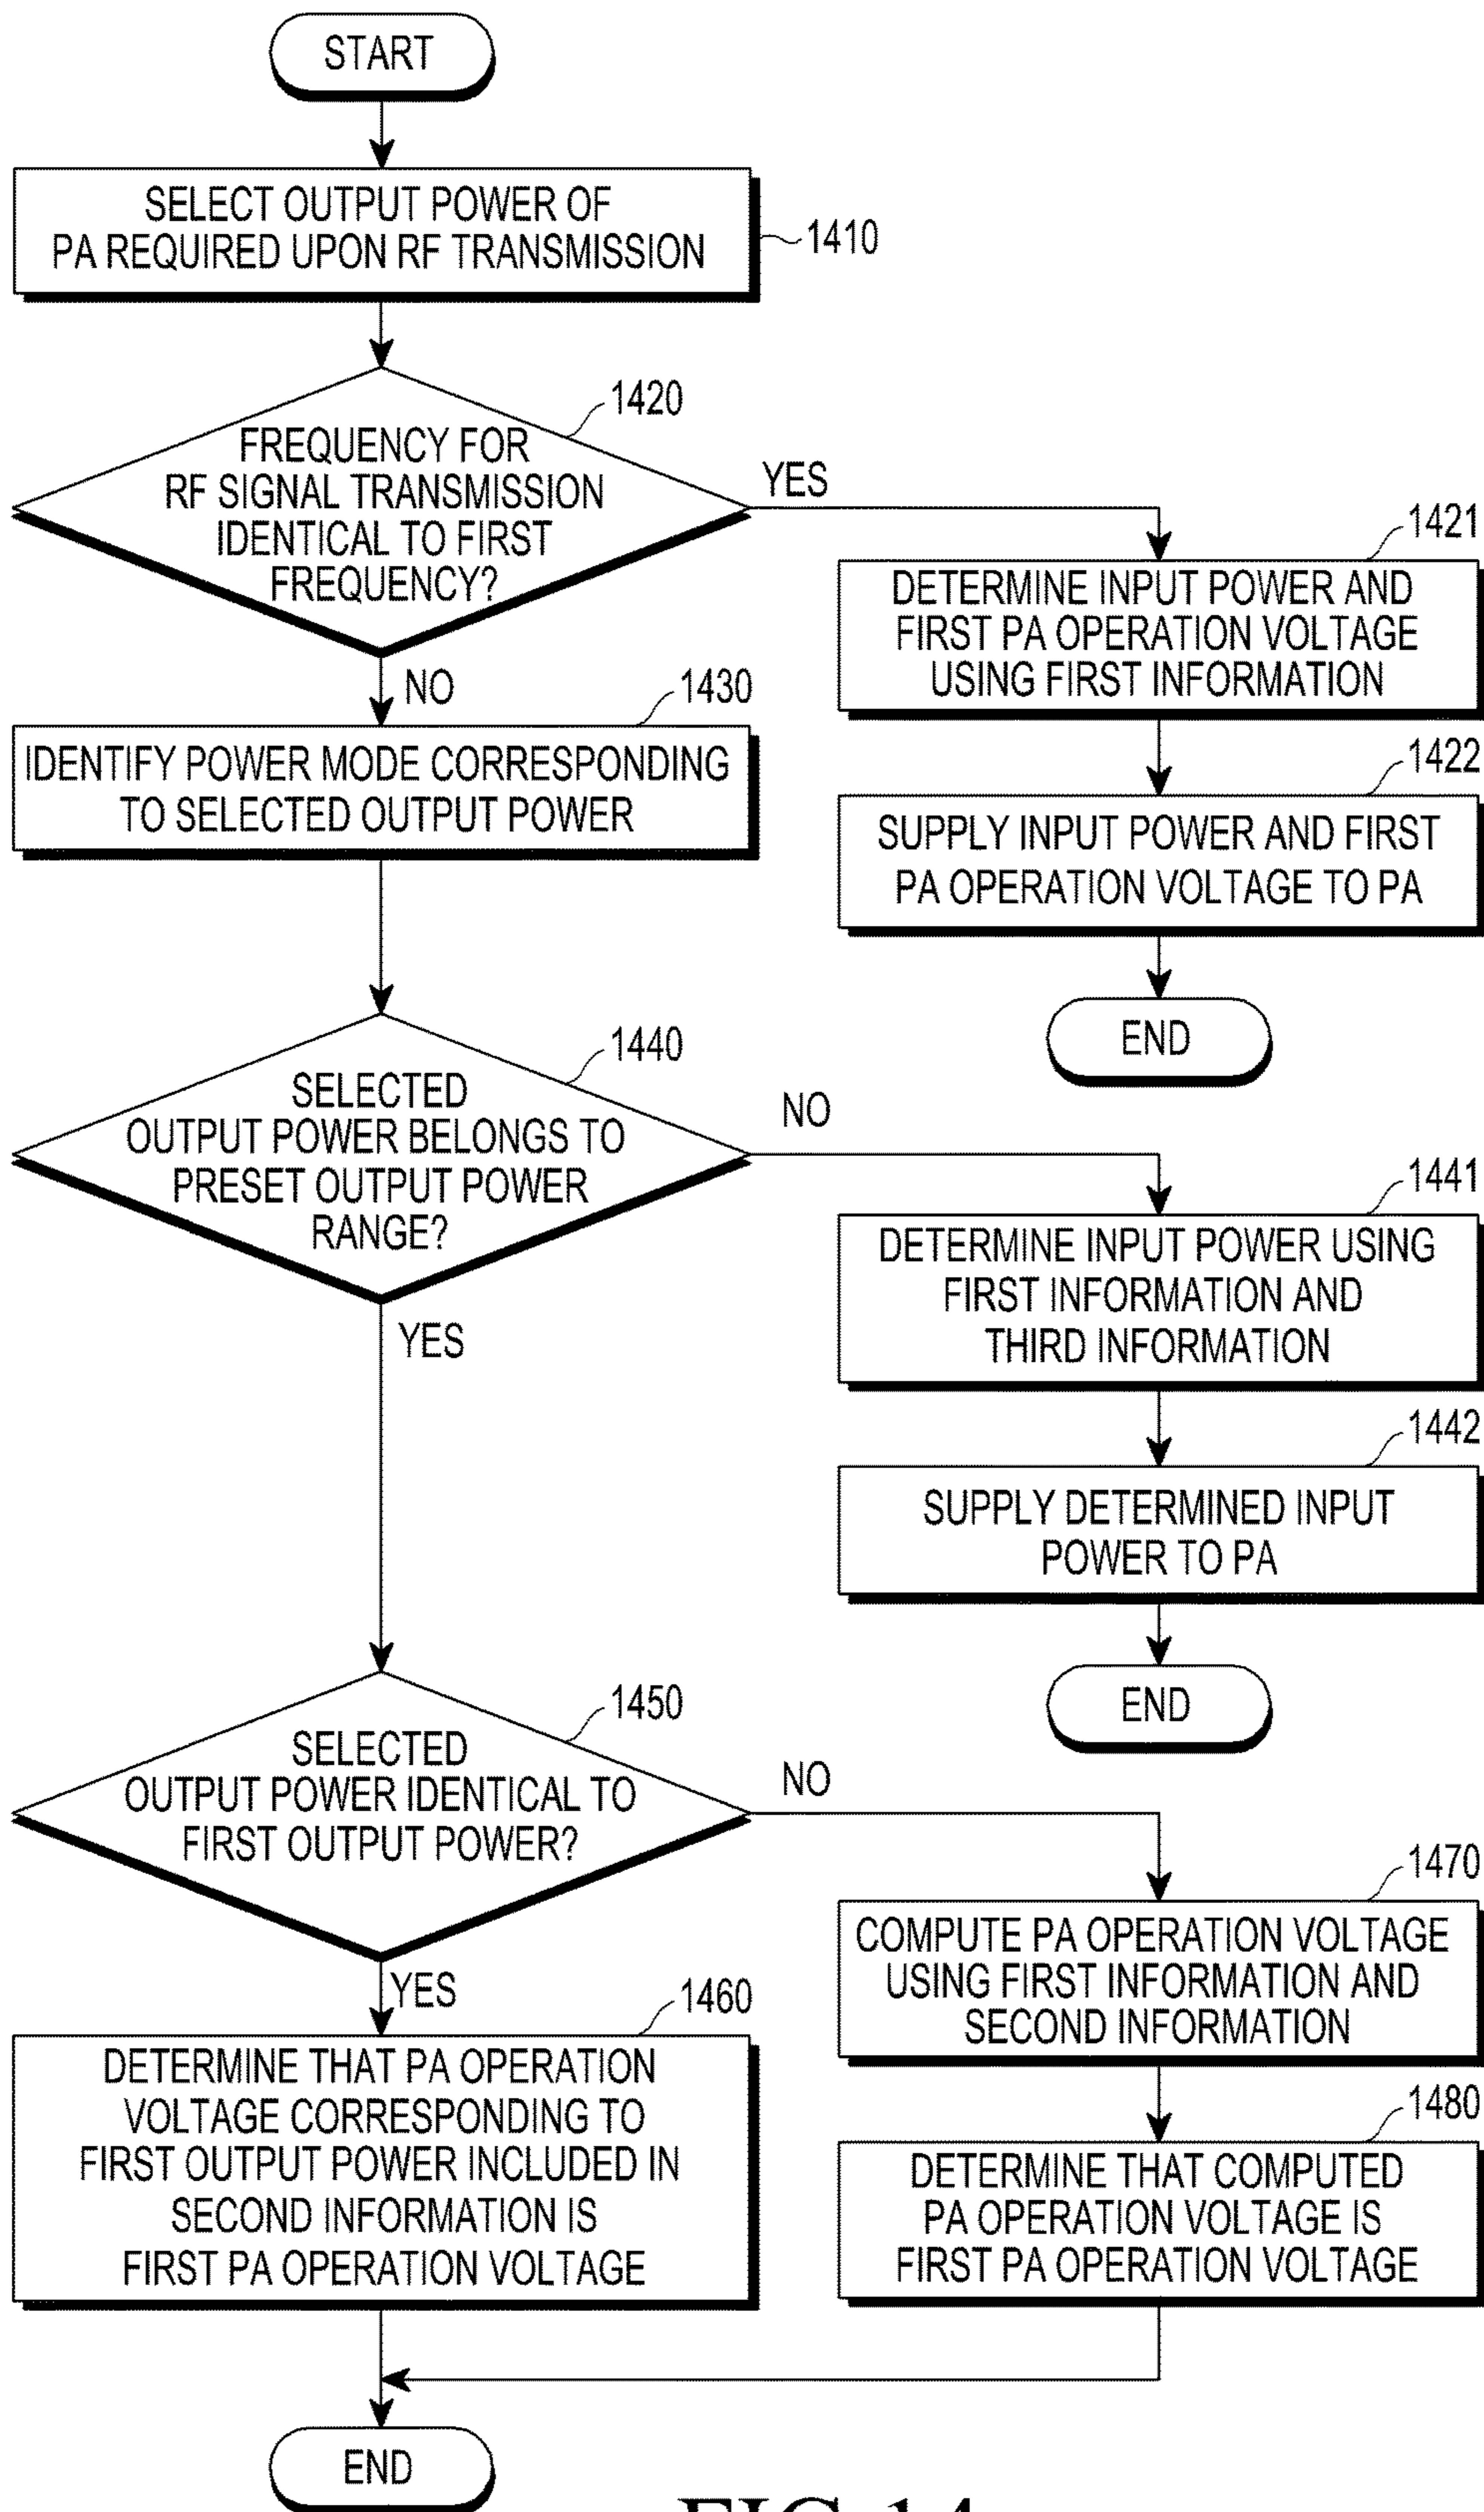 START
SELECT OUTPUT POWER OF
PA REQUIRED UPON RF TRANSMISSION
1410
1420
FREQUENCY FOR
RF SIGNAL TRANSMISSION
IDENTICAL TO FIRST
FREQUENCY?
YES
NO
1421
DETERMINE INPUT POWER AND
FIRST PA OPERATION VOLTAGE
USING FIRST INFORMATION
1422
SUPPLY INPUT POWER AND FIRST
PA OPERATION VOLTAGE TO PA
END
1430
IDENTIFY POWER MODE CORRESPONDING
TO SELECTED OUTPUT POWER
1440
SELECTED
OUTPUT POWER BELONGS TO
PRESET OUTPUT POWER
RANGE?
NO
YES
1441
DETERMINE INPUT POWER USING
FIRST INFORMATION AND
THIRD INFORMATION
1442
SUPPLY DETERMINED INPUT
POWER TO PA
END
1450
SELECTED
OUTPUT POWER IDENTICAL TO
FIRST OUTPUT POWER?
NO
YES
1460
DETERMINE THAT PA OPERATION
VOLTAGE CORRESPONDING TO
FIRST OUTPUT POWER INCLUDED IN
SECOND INFORMATION IS
FIRST PA OPERATION VOLTAGE
1470
COMPUTE PA OPERATION VOLTAGE
USING FIRST INFORMATION AND
SECOND INFORMATION
1480
DETERMINE THAT COMPUTED
PA OPERATION VOLTAGE IS
FIRST PA OPERATION VOLTAGE
END